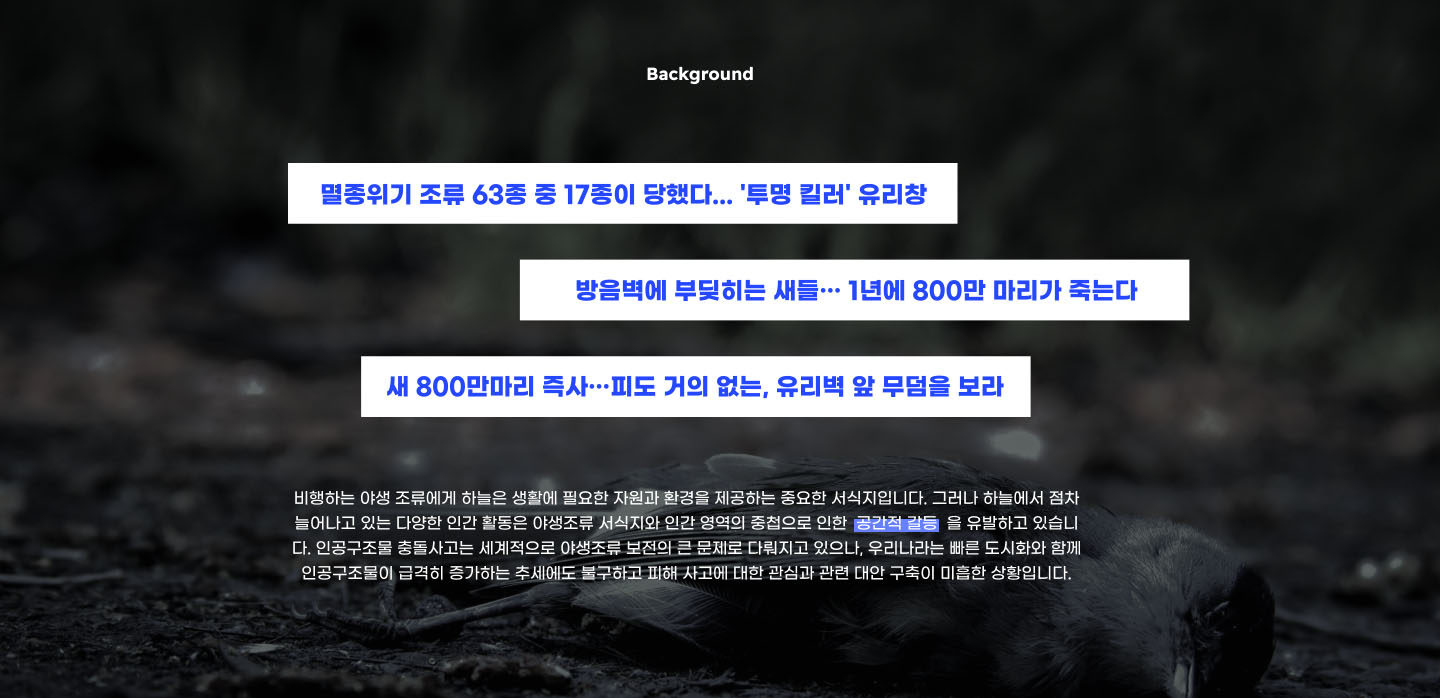 Background
멸종위기 조류 63종 중 17종이 당했다... '투명 킬러' 유리창
방음벽에 부딪히는 새들··· 1년에 800만 마리가 죽는다
새 800만마리 즉사···피도 거의 없는, 유리벽 앞 무덤을 보라
비행하는 야생 조류에게 하늘은 생활에 필요한 자원과 환경을 제공하는 중요한 서식지입니다. 그러나 하늘에서 점차
늘어나고 있는 다양한 인간 활동은 야생조류 서식지와 인간 영역의 중첩으로 인한 공간적 갈등 을 유발하고 있습니
다. 인공구조물 충돌사고는 세계적으로 야생조류 보전의 큰 문제로 다뤄지고 있으나, 우리나라는 빠른 도시화와 함께
인공구조물이 급격히 증가하는 추세에도 불구하고 피해 사고에 대한 관심과 관련 대안 구축이 미흡한 상황입니다.